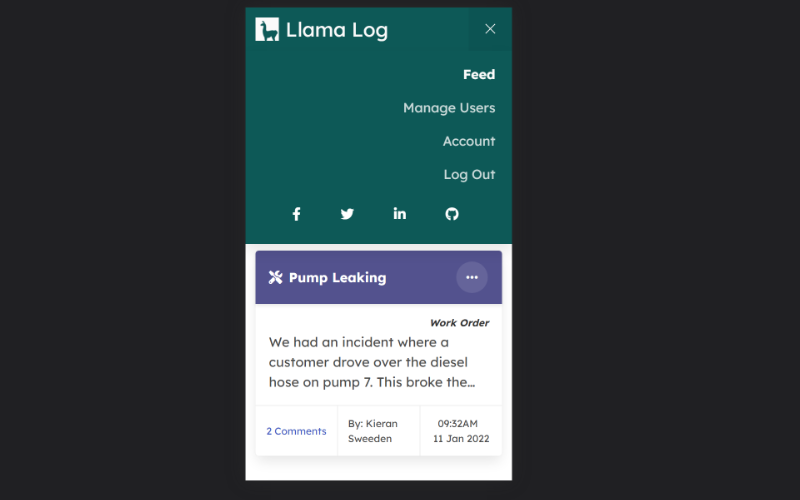 Llama Log
Feed
Manage Users
Account
Log Out
Pump Leaking
Work Order
We had an incident where a
customer drove over the diesel
hose on pump 7. This broke the...
2 Comments
By: Kieran
Sweeden
09:32AM
11 Jan 2022